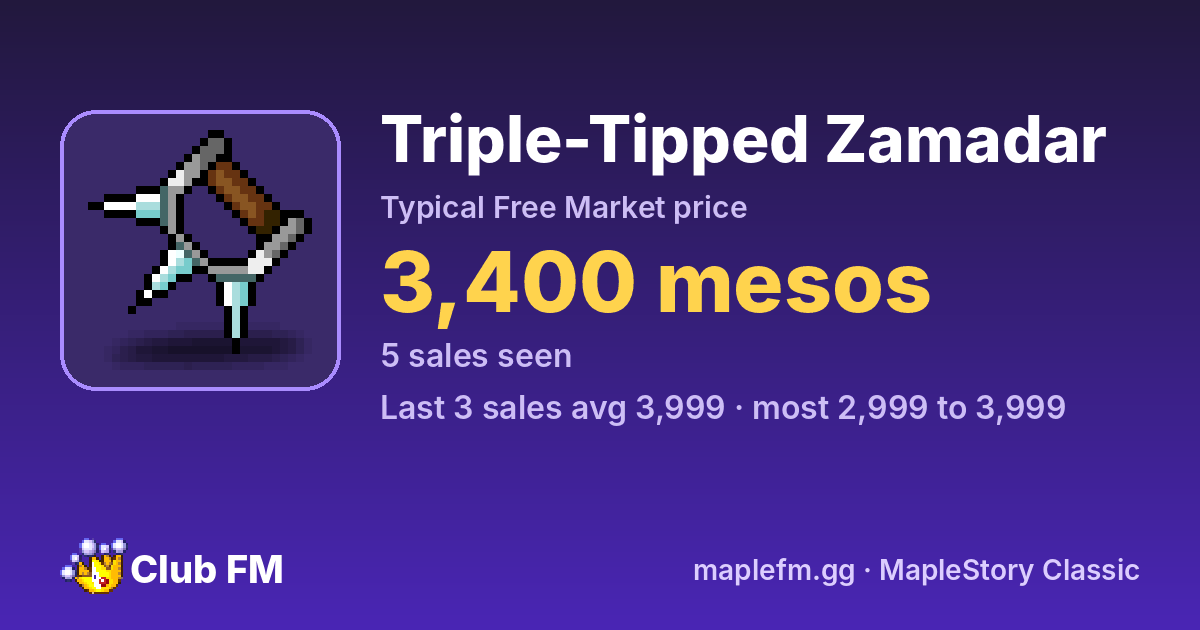 Triple-Tipped Zamadar
Typical Free Market price
3,400 mesos
5 sales seen
Last 3 sales avg 3,999 · most 2,999 to 3,999
Club FM
maplefm.gg · MapleStory Classic